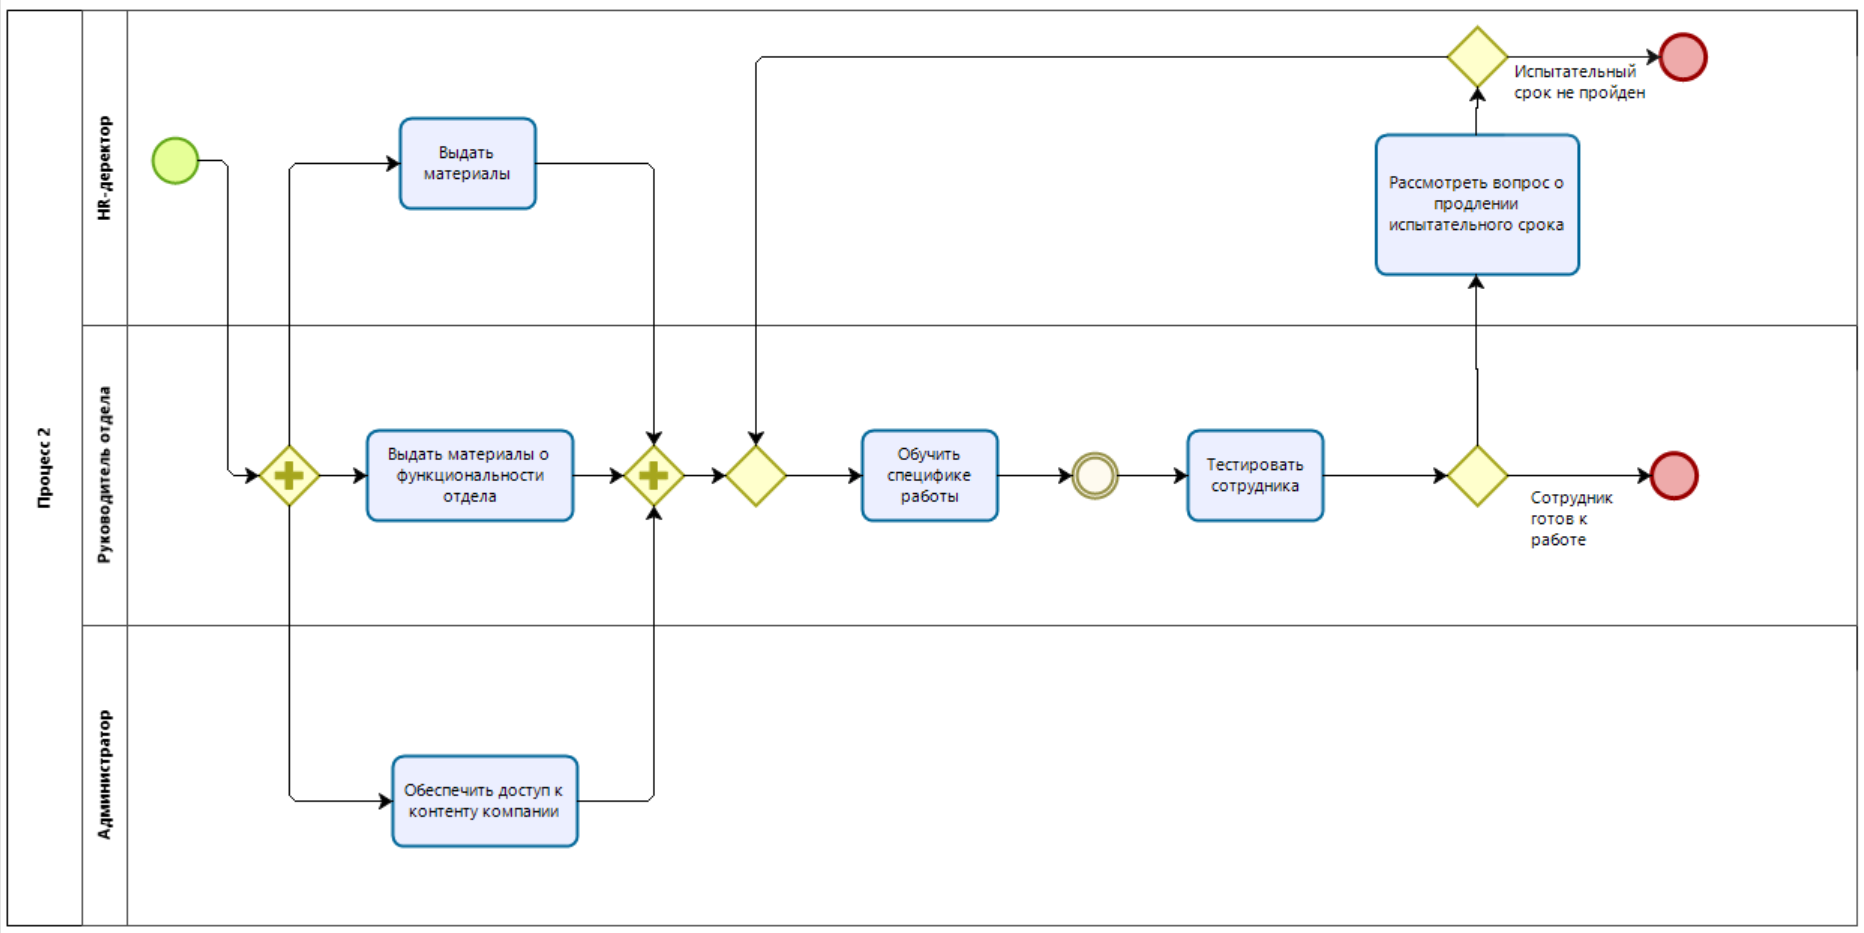 Процесс 2
HR-деректор
Выдать
материалы
Испытательный
срок не пройден
Рассмотреть вопрос о
продлении
испытательного срока
Руководитель отдела
Выдать материалы о
функциональности
отдела
Обучить
специфике
работы
Тестировать
сотрудника
Сотрудник
готов к
работе
Администратор
Обеспечить доступ к
контенту компании